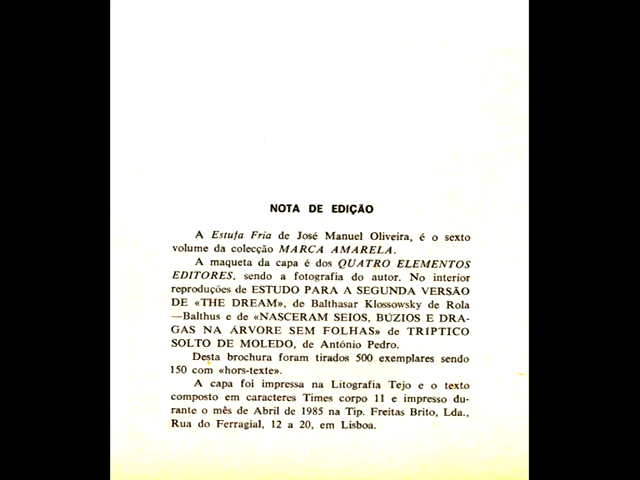 NOTA DE EDIÇÃO
A Estufa Fria de José Manuel Oliveira, é o sexto
volume da colecção MARCA AMARELA.
A maqueta da capa é dos QUATRO ELEMENTOS
EDITORES, sendo a fotografia do autor. No interior
reproduções de ESTUDO PARA A SEGUNDA VERSÃO
DE «THE DREAM», de Balthasar Klossowsky de Rola
—Balthus e de «NASCERAM SEIOS, BÚZIOS E DRA-
GAS NA ÁRVORE SEM FOLHAS» de TRÍPTICO
SOLTO DE MOLEDO, de António Pedro.
Desta brochura foram tirados 500 exemplares sendo
150 com «hors-texte».
A capa foi impressa na Litografia Tejo e o texto
composto em caracteres Times corpo 11 e impresso du-
rante o mês de Abril de 1985 na Tip. Freitas Brito, Lda.,
Rua do Ferragial, 12 a 20, em Lisboa.